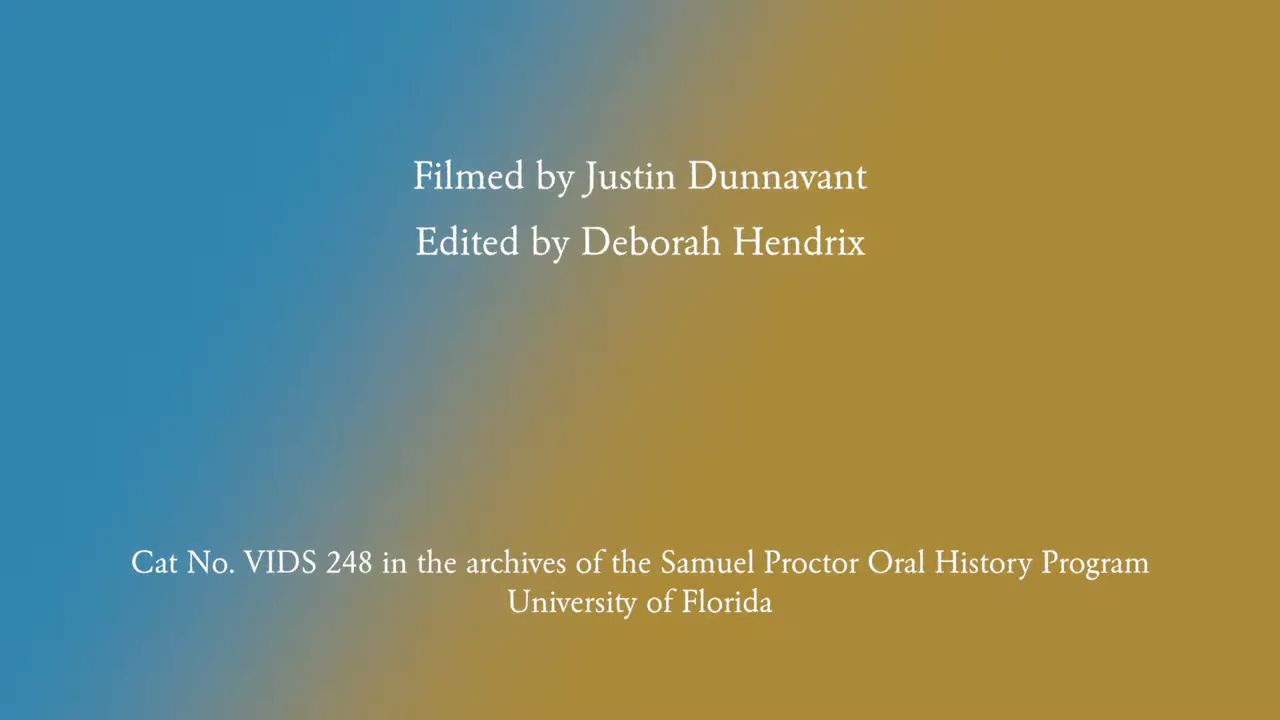 Filmed by Justin Dunnavant
Edited by Deborah Hendrix
Cat No. VIDS 248 in the archives of the Samuel Proctor Oral History Program
University of Florida